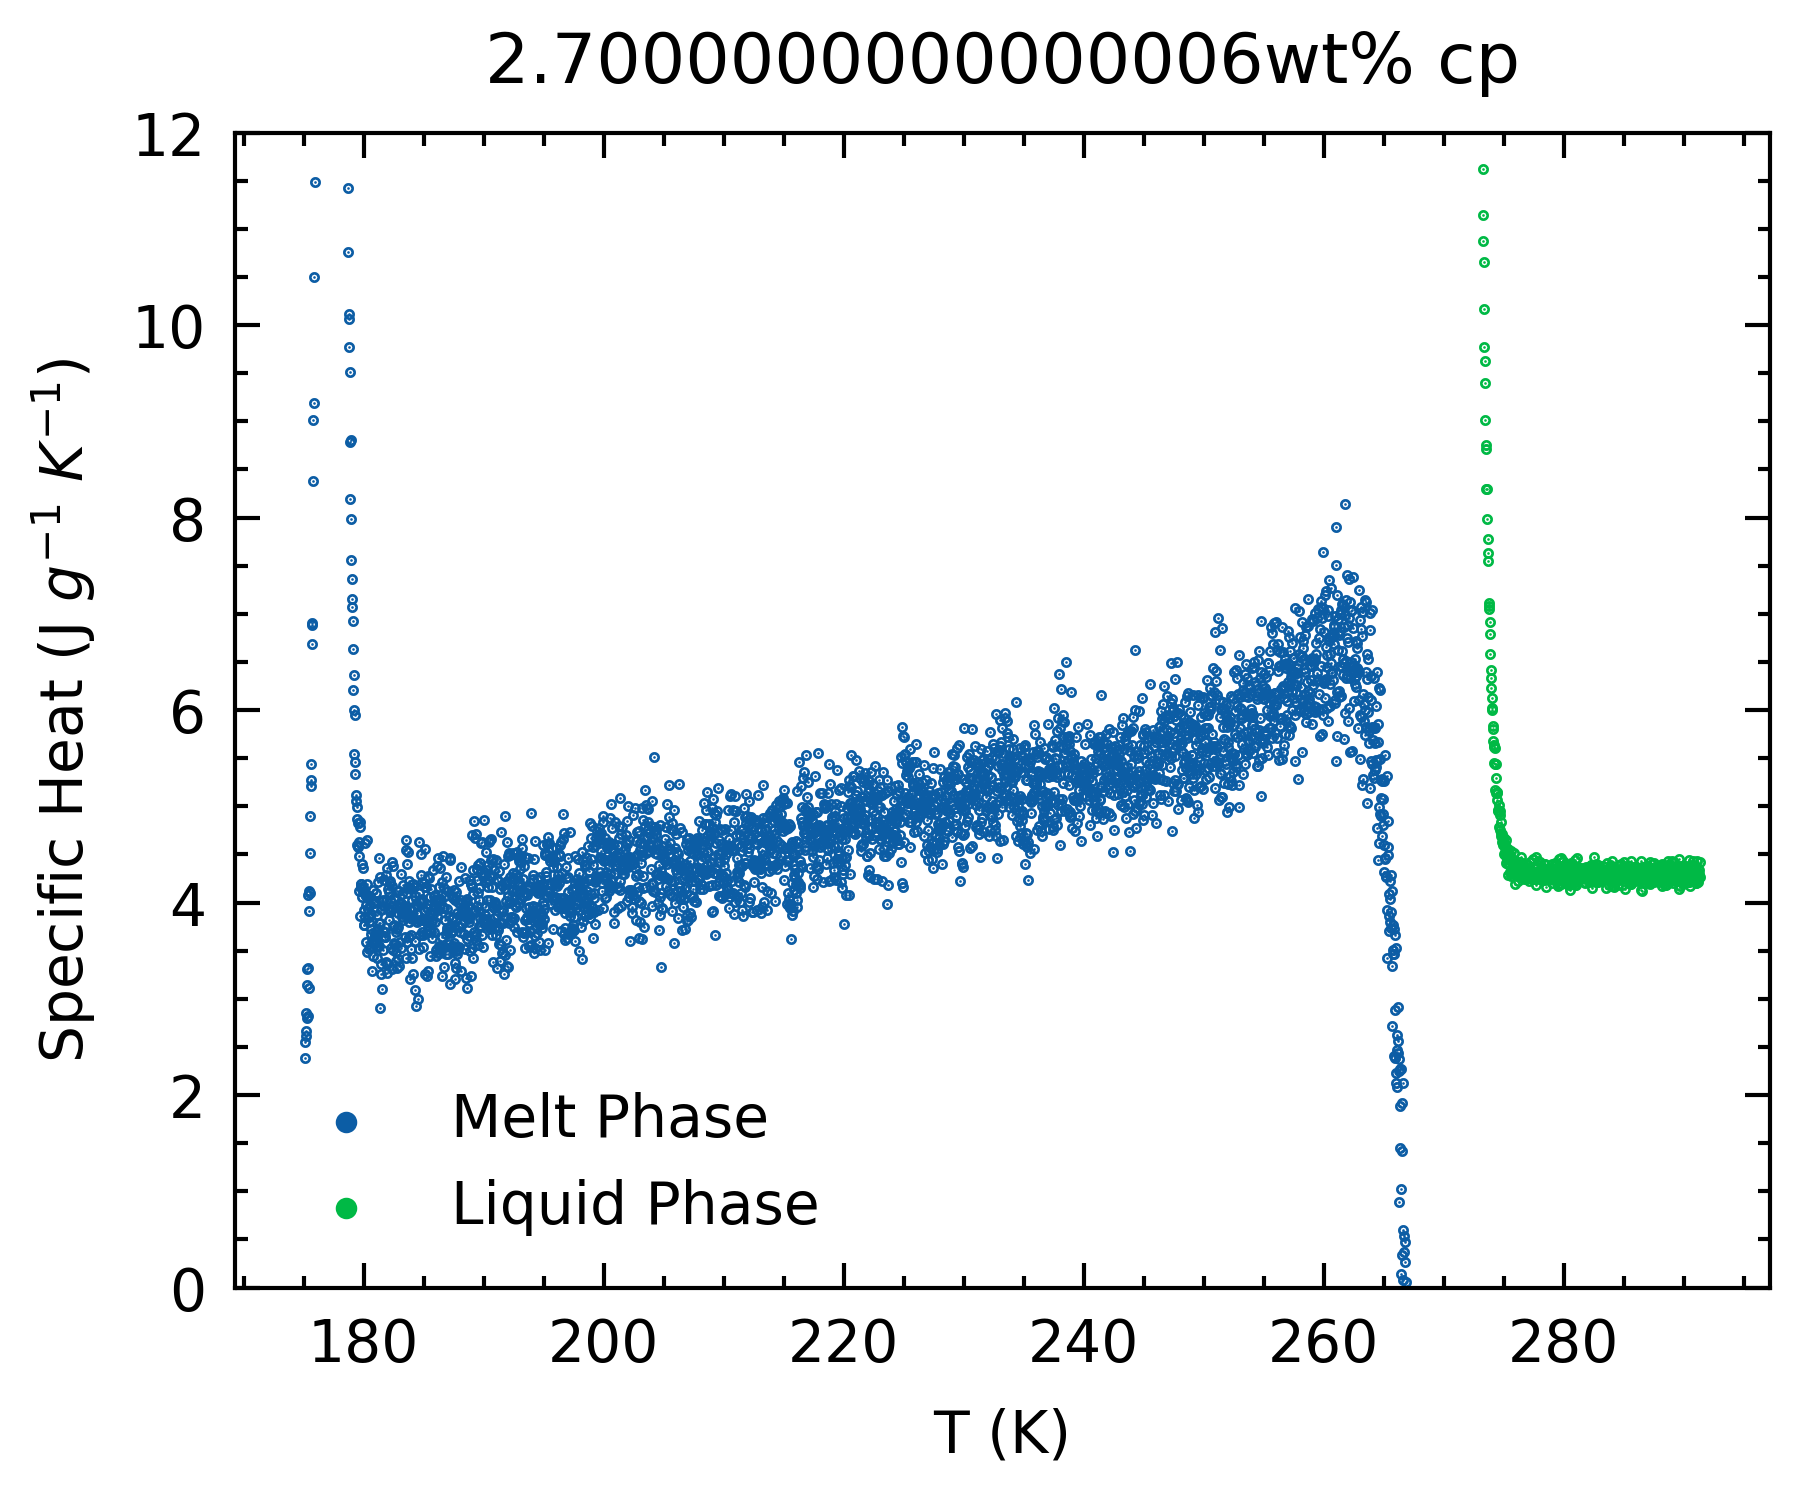 2.7000000000000006wt% cp
12
10
8
6
4
2
0
Specific Heat (J g⁻¹ K⁻¹)
Melt Phase
Liquid Phase
180 200 220 240 260 280
T (K)